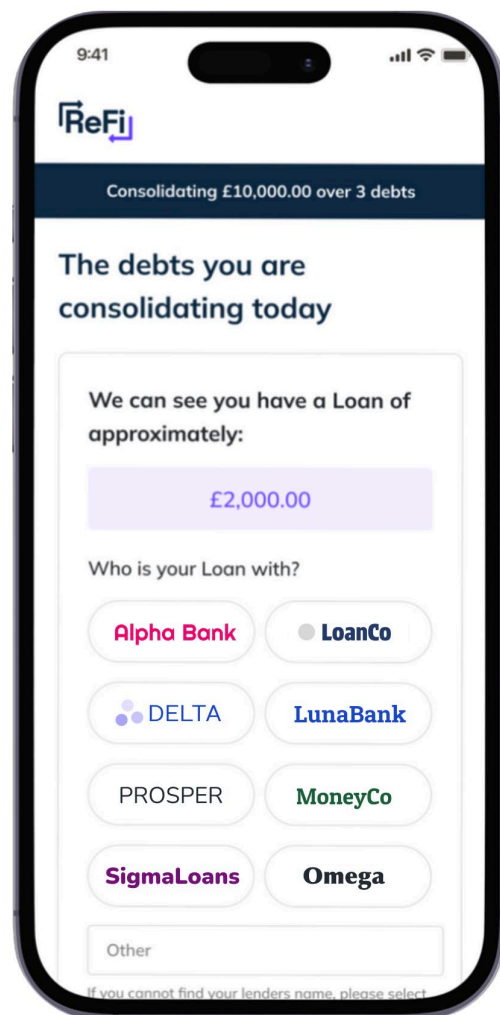 9:41
ReFi
Consolidating £10,000.00 over 3 debts
The debts you are
consolidating today
We can see you have a Loan of
approximately:
£2,000.00
Who is your Loan with?
Alpha Bank
LoanCo
DELTA
LunaBank
PROSPER
MoneyCo
SigmaLoans
Omega
Other
If you cannot find your lenders name, please select